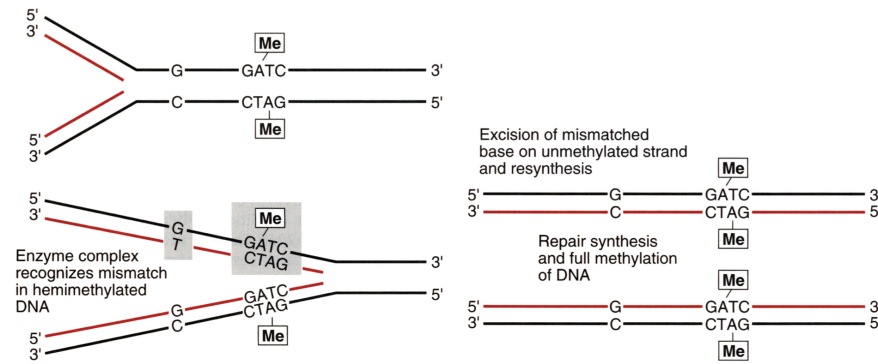 5'
3'
Me
G
GATC
3'
C
CTAG
5'
Me
5'
3'
5'
3'
Me
G
T
GATC
CTAG
3'
Enzyme complex
recognizes mismatch
in hemimethylated
DNA
G
C
GATC
CTAG
5'
Me
5'
3'
Excision of mismatched
base on unmethylated strand
and resynthesis
Me
5'
G
GATC
3
3'
C
CTAG
5
Me
Repair synthesis
and full methylation
of DNA
Me
5'
G
GATC
3
3'
C
CTAG
5
Me